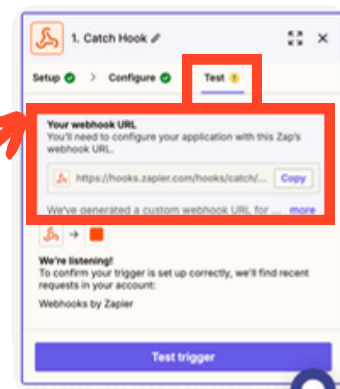 1. Catch Hook
Setup > Configure Test
Your webhook URL
You'll need to configure your application with this Zap's
webhook URL.
https://hooks.zapier.com/hooks/catch/... Copy
We've generated a custom webhook URL for ... more
We're listening!
To confirm your trigger is set up correctly, we'll find recent
requests in your account:
Webhooks by Zapier
Test trigger